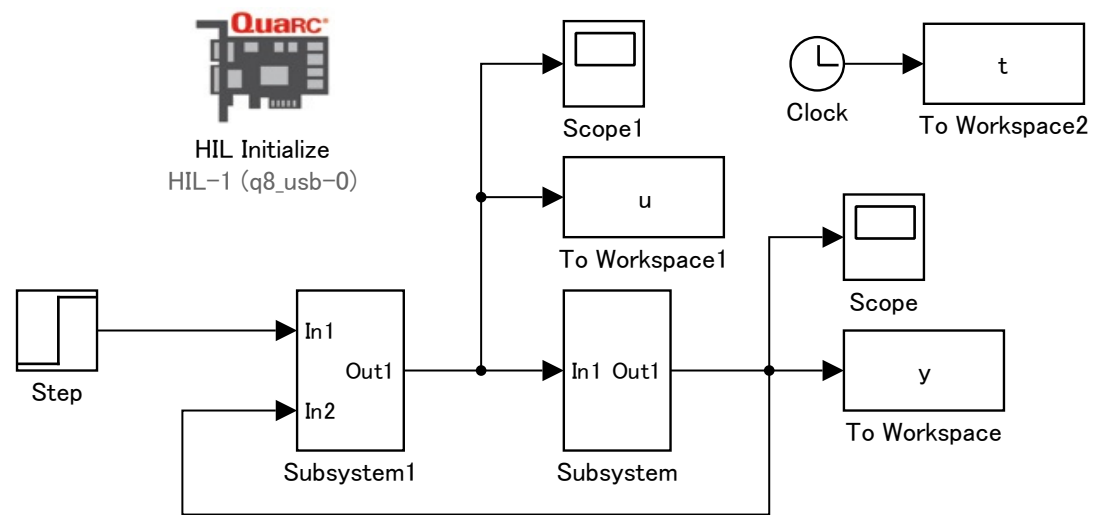 QUARC®
HIL Initialize
HIL-1 (q8_usb-0)
Scope1
Clock
t
To Workspace2
u
To Workspace1
Scope
Step
In1
Out1
In2
Subsystem1
In1 Out1
Subsystem
y
To Workspace